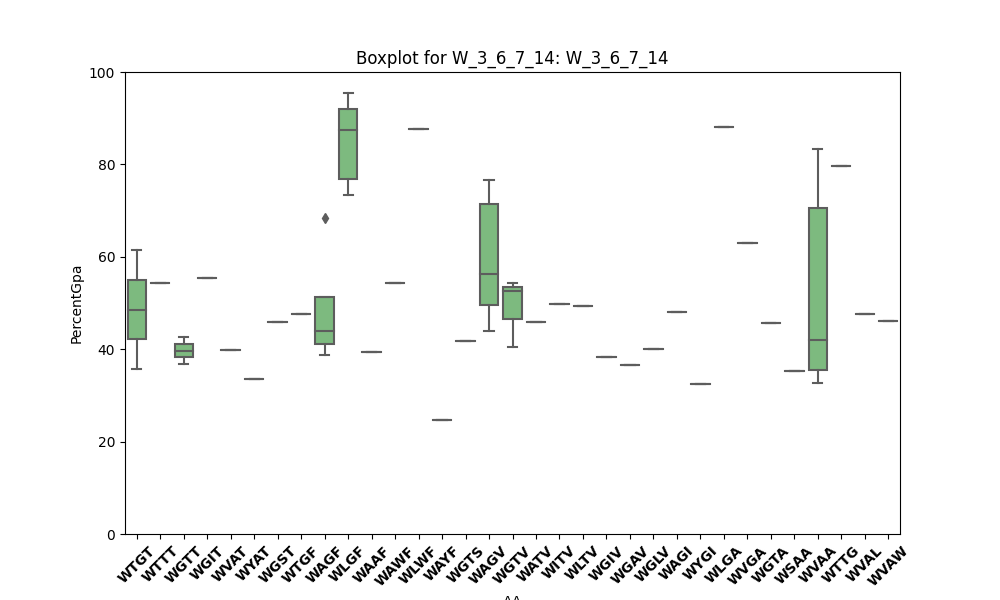 Boxplot for W_3_6_7_14: W_3_6_7_14
100
80
60
40
20
0
PercentGpa
WTGT
WTTT
WGTT
WGIT
WVAT
WYAT
WGST
WTGF
WAGF
WLGF
WAAF
WAWF
WLWF
WAYF
WGTS
WAGV
WGTV
WATV
WITV
WLTV
WGIV
WGAV
WGLV
WAGI
WYGI
WLGA
WVGA
WGTA
WSAA
WVAA
WTTG
WVAL
WVAW
AA